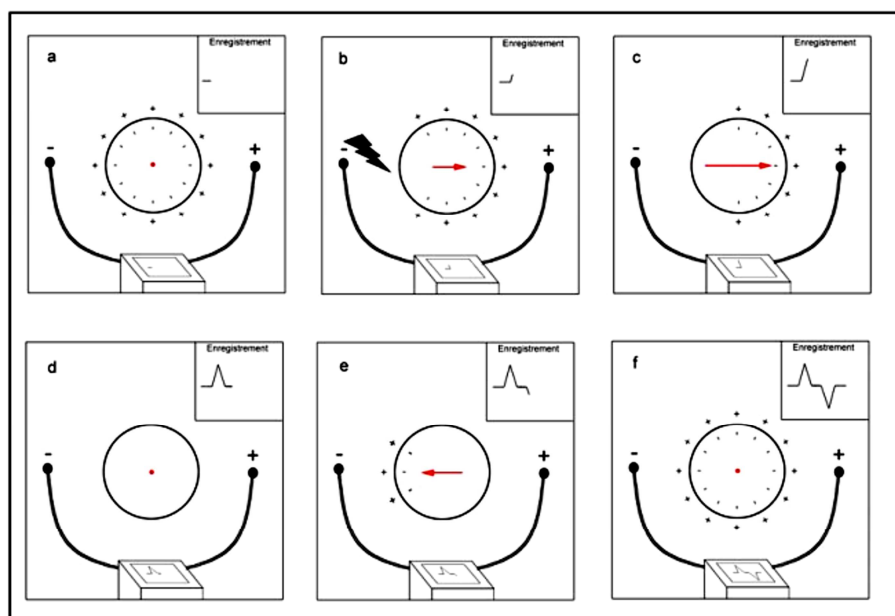 Enregistrement
a
- +
Enregistrement
b
- +
Enregistrement
c
- +
Enregistrement
d
- +
Enregistrement
e
- +
Enregistrement
f
- +